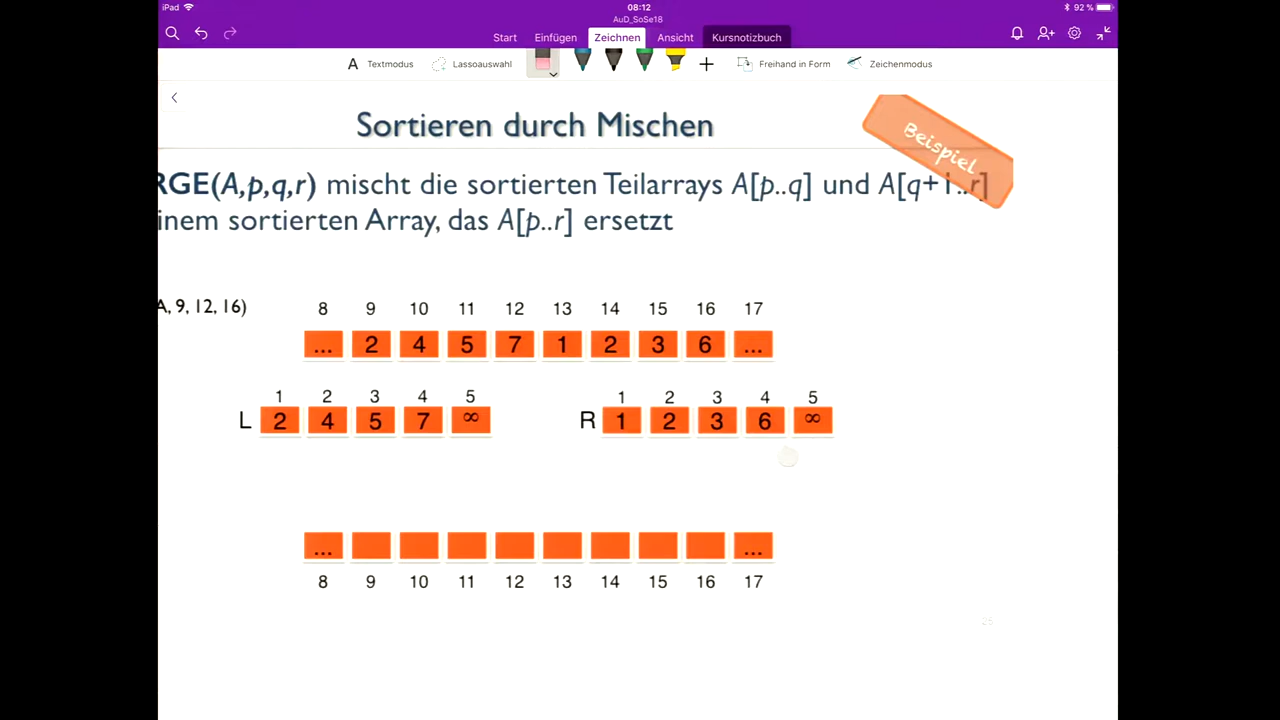 iPad 08:12 92 %
AuD_SoSe18
Start Einfügen Zeichnen Ansicht Kursnotizbuch
A Textmodus Lassoauswahl Freihand in Form Zeichenmodus
Sortieren durch Mischen
Beispiel
RGE(A,p,q,r) mischt die sortierten Teilarrays A[p..q] und A[q+1..r]
inem sortierten Array, das A[p..r] ersetzt
A, 9, 12, 16) 8 9 10 11 12 13 14 15 16 17
... 2 4 5 7 1 2 3 6 ...
1 2 3 4 5 1 2 3 4 5
L 2 4 5 7 ∞ R 1 2 3 6 ∞
... ...
8 9 10 11 12 13 14 15 16 17